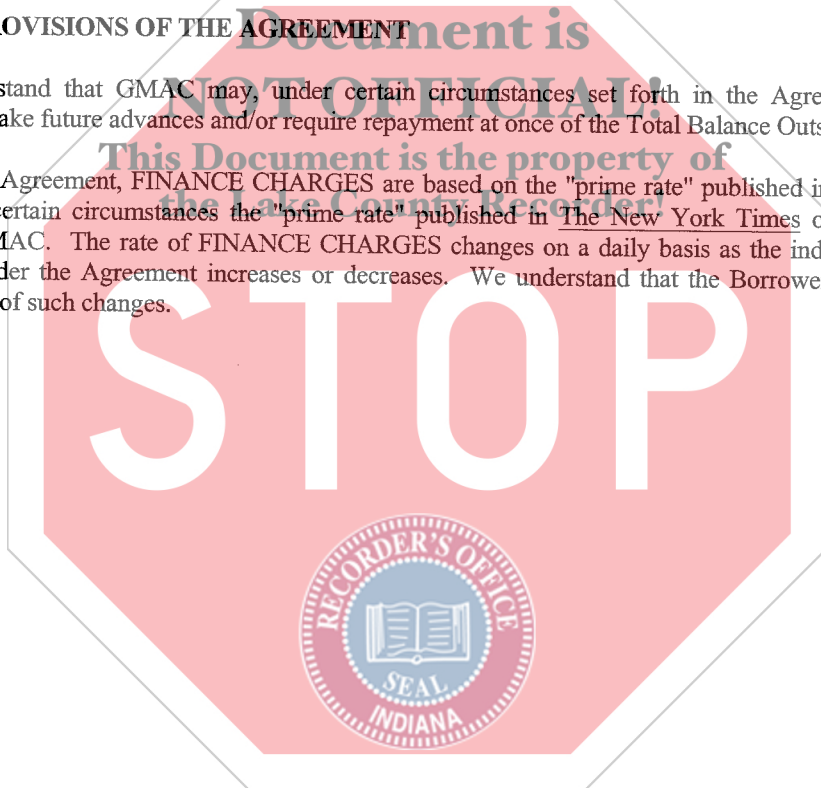 OVISIONS OF THE AGREEMENT
Document is
stand that GMAC may, under certain circumstances set forth in the Agre
NOT OFFICIAL!
ake future advances and/or require repayment at once of the Total Balance Outs
This Document is the property of
Agreement, FINANCE CHARGES are based on the "prime rate" published in
the Lake County Recorder!
certain circumstances the "prime rate" published in The New York Times o
MAC. The rate of FINANCE CHARGES changes on a daily basis as the ind
der the Agreement increases or decreases. We understand that the Borrowe
of such changes.
STOP
RECORDER'S OFFICE
SEAL
INDIANA